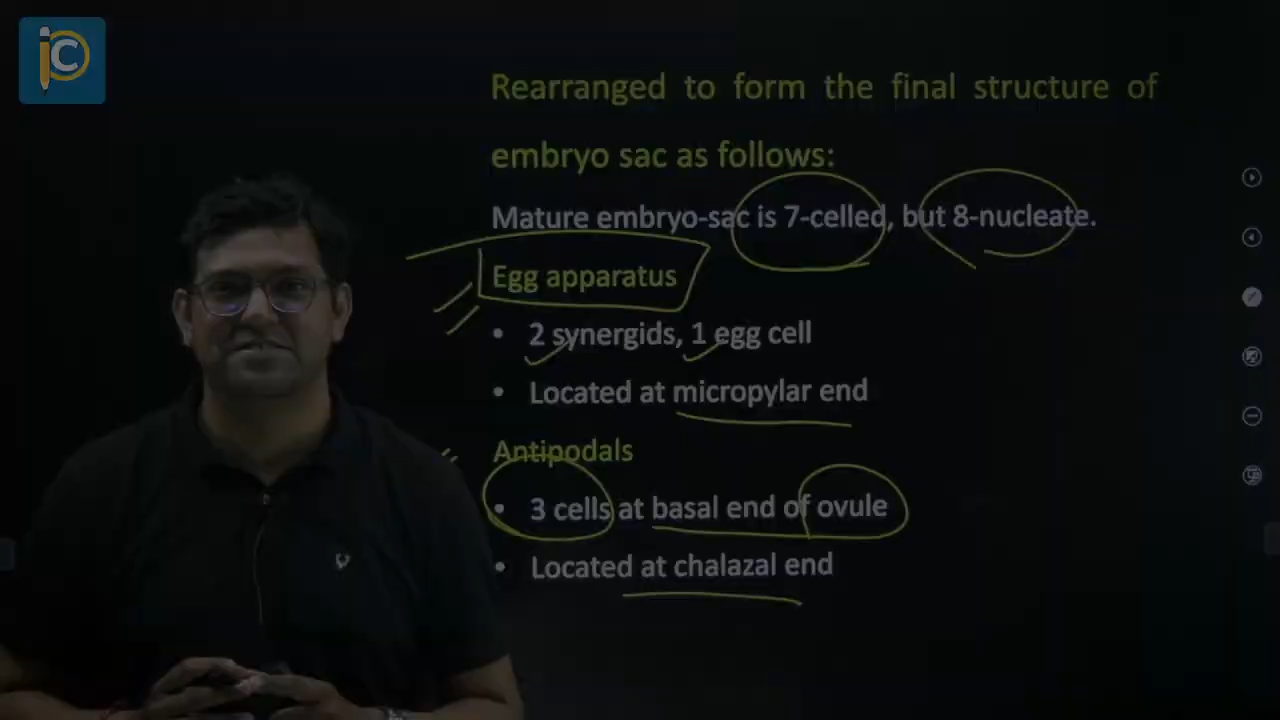 iC
Rearranged to form the final structure of
embryo sac as follows:
Mature embryo-sac is 7-celled, but 8-nucleate.
Egg apparatus
• 2 synergids, 1 egg cell
• Located at micropylar end
Antipodals
• 3 cells at basal end of ovule
• Located at chalazal end